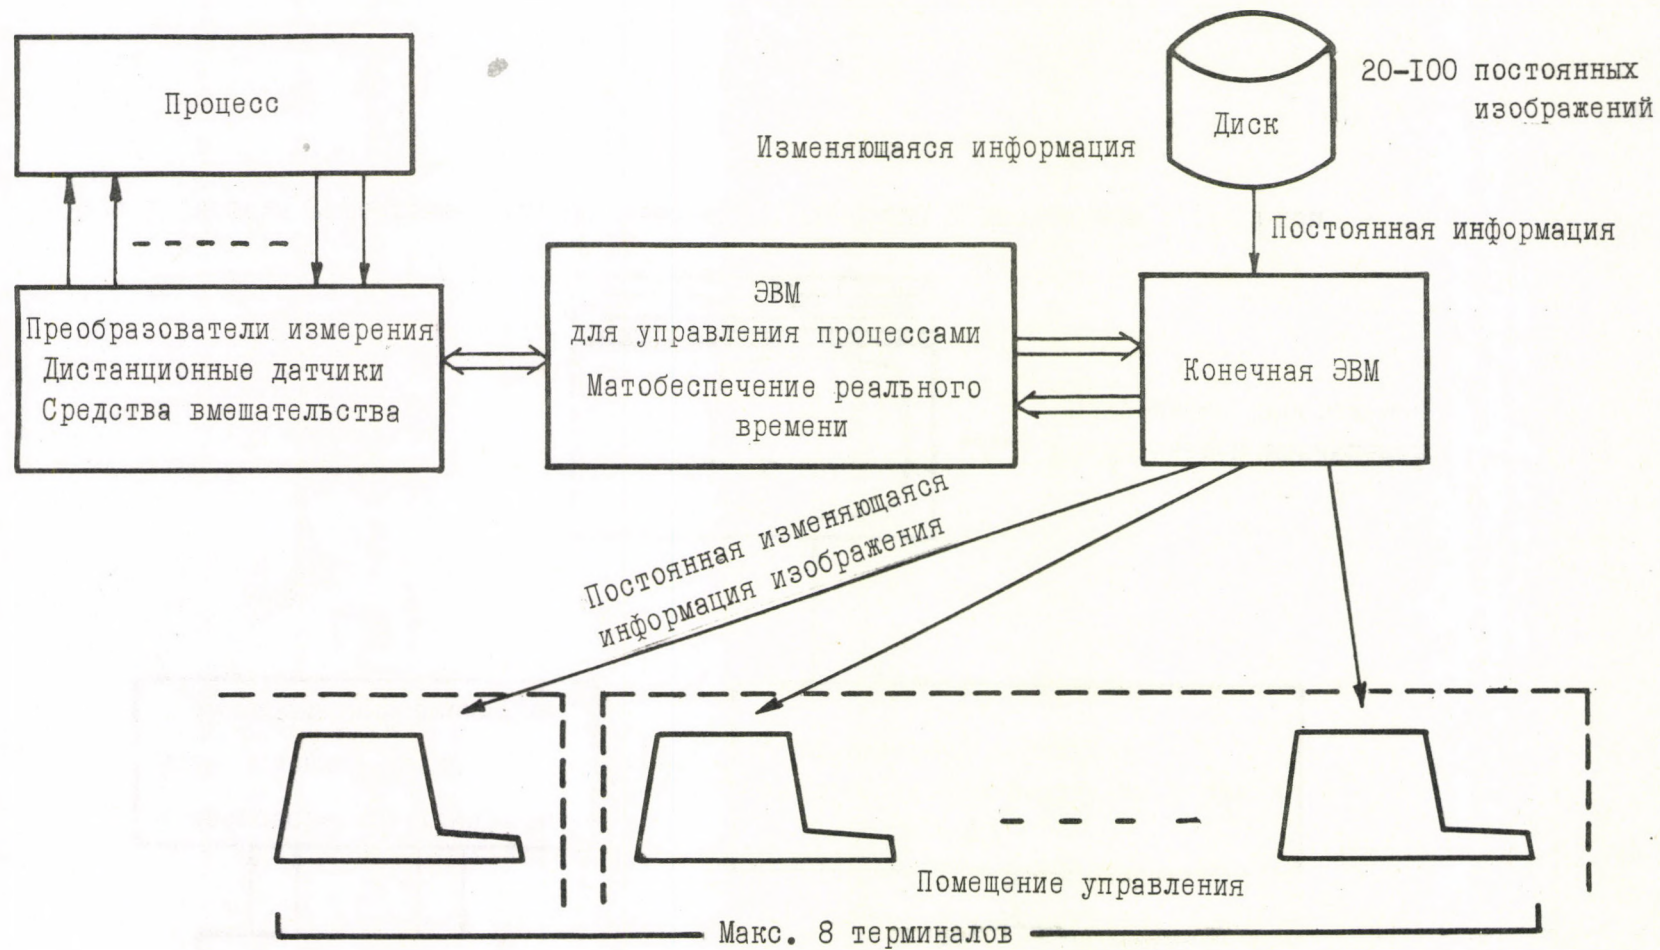 Процесс
20-I00 постоянных
изображений
Диск
Изменяющаяся информация
Постоянная информация
Преобразователи измерения
Дистанционные датчики
Средства вмешательства
ЭВМ
для управления процессами
Матобеспечение реального
времени
Конечная ЭВМ
Постоянная изменяющаяся
информация изображения
Помещение управления
Макс. 8 терминалов